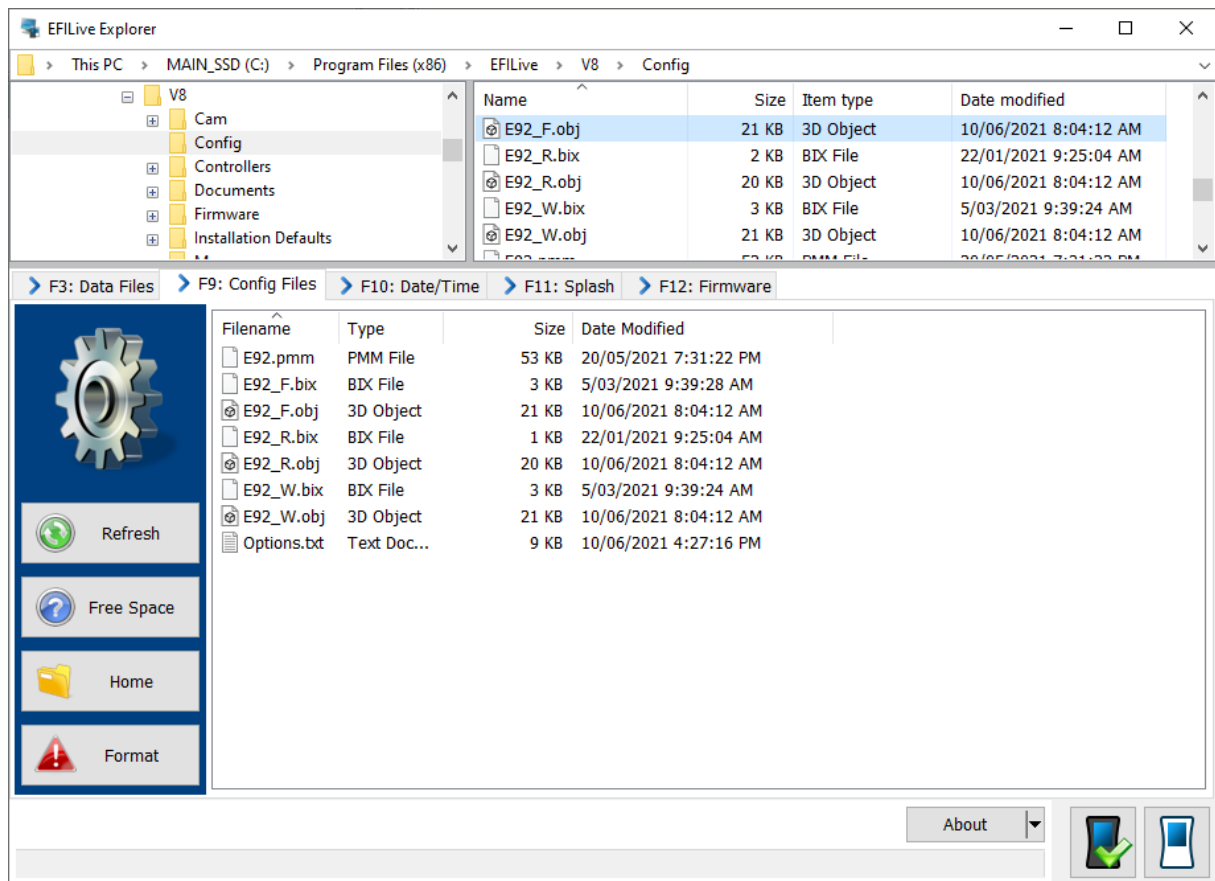 EFILive Explorer
This PC > MAIN_SSD (C:) > Program Files (x86) > EFILive > V8 > Config
V8
Cam
Config
Controllers
Documents
Firmware
Installation Defaults
Name Size Item type Date modified
E92_F.obj 21 KB 3D Object 10/06/2021 8:04:12 AM
E92_R.bix 2 KB BIX File 22/01/2021 9:25:04 AM
E92_R.obj 20 KB 3D Object 10/06/2021 8:04:12 AM
E92_W.bix 3 KB BIX File 5/03/2021 9:39:24 AM
E92_W.obj 21 KB 3D Object 10/06/2021 8:04:12 AM
F3: Data Files F9: Config Files F10: Date/Time F11: Splash F12: Firmware
Refresh
Free Space
Home
Format
Filename Type Size Date Modified
E92.pmm PMM File 53 KB 20/05/2021 7:31:22 PM
E92_F.bix BIX File 3 KB 5/03/2021 9:39:28 AM
E92_F.obj 3D Object 21 KB 10/06/2021 8:04:12 AM
E92_R.bix BIX File 1 KB 22/01/2021 9:25:04 AM
E92_R.obj 3D Object 20 KB 10/06/2021 8:04:12 AM
E92_W.bix BIX File 3 KB 5/03/2021 9:39:24 AM
E92_W.obj 3D Object 21 KB 10/06/2021 8:04:12 AM
Options.txt Text Doc... 9 KB 10/06/2021 4:27:16 PM
About